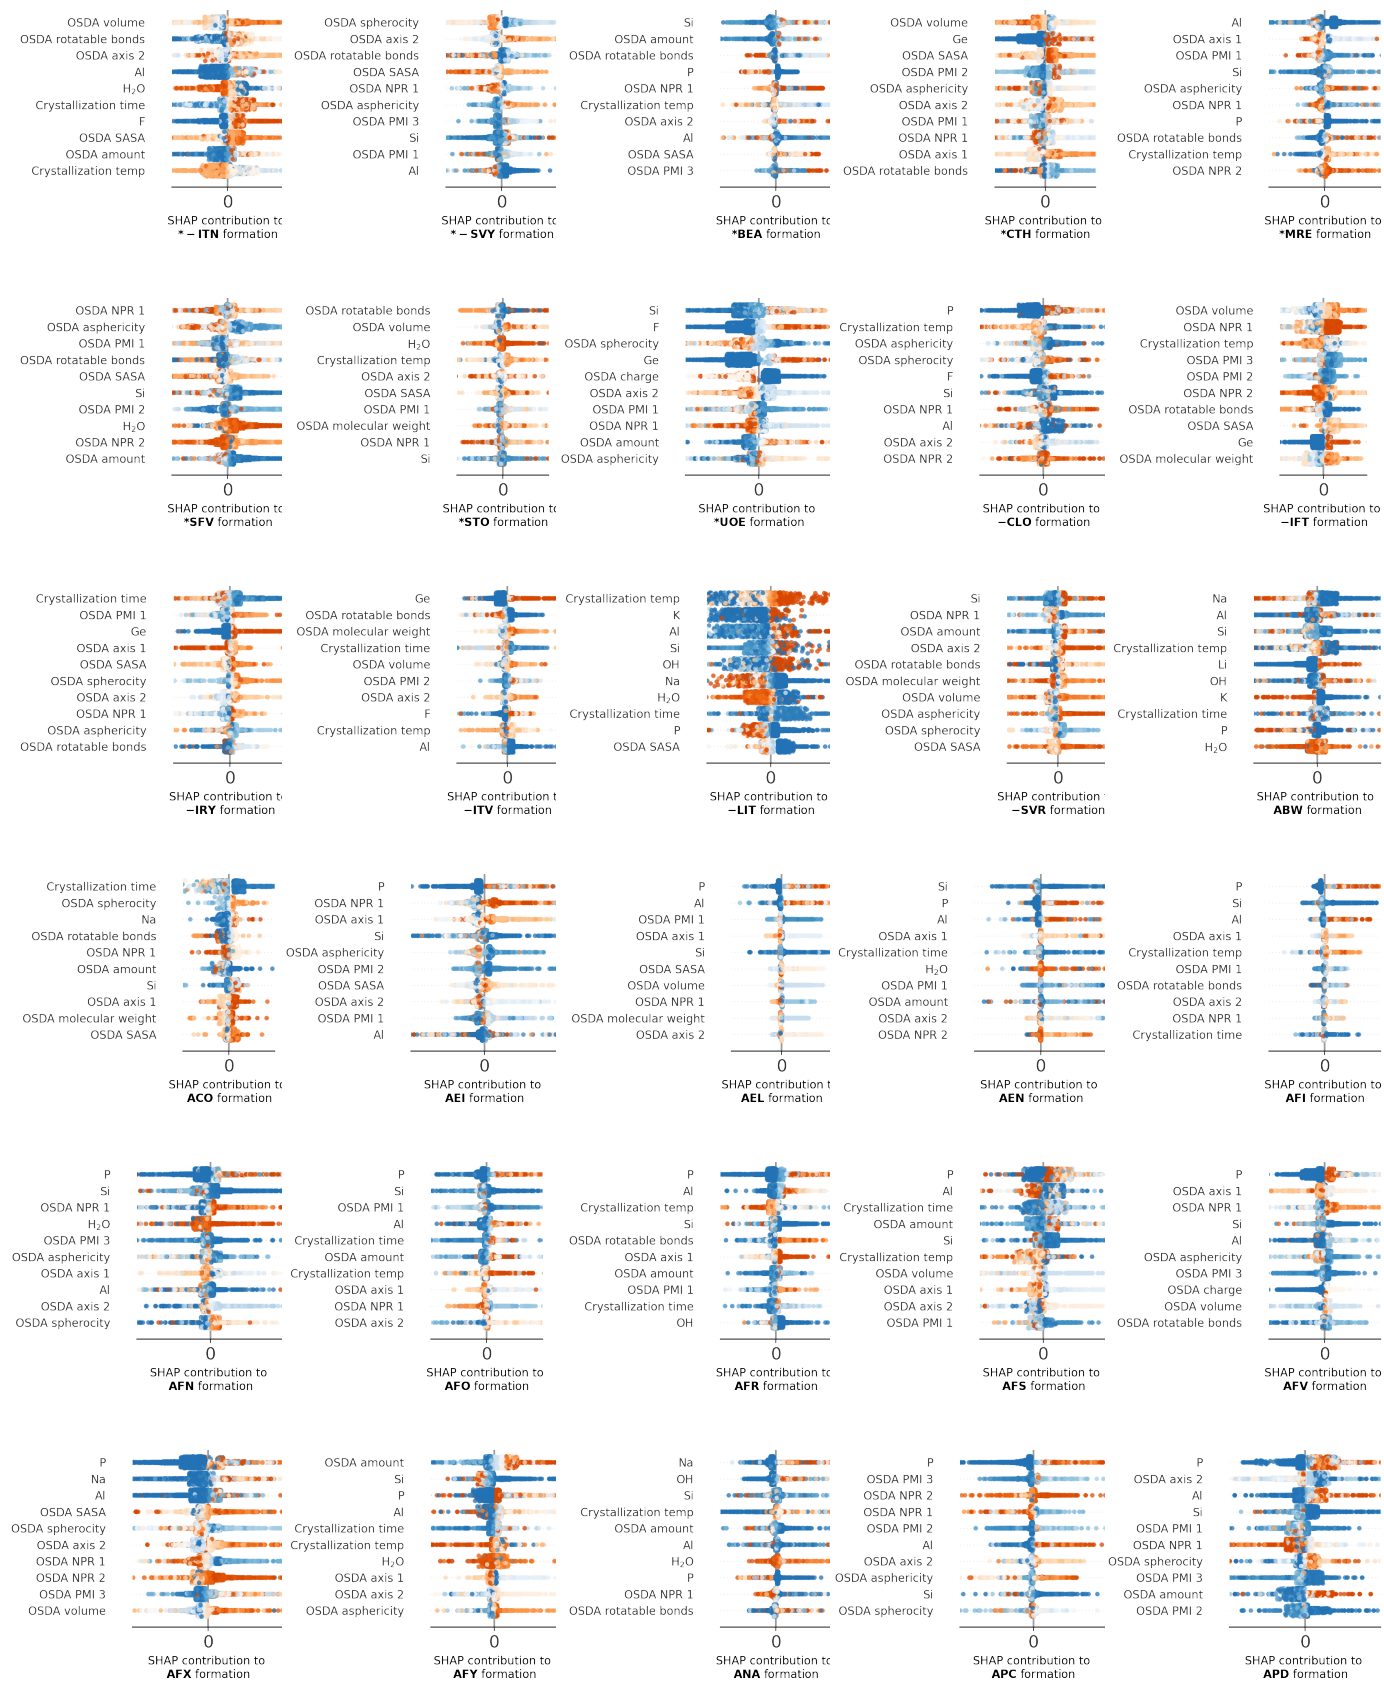 OSDA volume
OSDA rotatable bonds
OSDA axis 2
Al
H₂O
Crystallization time
F
OSDA SASA
OSDA amount
Crystallization temp
0
SHAP contribution to
*−ITN formation
OSDA spherocity
OSDA axis 2
OSDA rotatable bonds
OSDA SASA
OSDA NPR 1
OSDA asphericity
OSDA PMI 3
Si
OSDA PMI 1
Al
0
SHAP contribution to
*−SVY formation
Si
OSDA amount
OSDA rotatable bonds
P
OSDA NPR 1
Crystallization temp
OSDA axis 2
Al
OSDA SASA
OSDA PMI 3
0
SHAP contribution to
*BEA formation
OSDA volume
Ge
OSDA SASA
OSDA PMI 2
OSDA asphericity
OSDA axis 2
OSDA PMI 1
OSDA NPR 1
OSDA axis 1
OSDA rotatable bonds
0
SHAP contribution to
*CTH formation
Al
OSDA axis 1
OSDA PMI 1
Si
OSDA asphericity
OSDA NPR 1
P
OSDA rotatable bonds
Crystallization temp
OSDA NPR 2
0
SHAP contribution to
*MRE formation
OSDA NPR 1
OSDA asphericity
OSDA PMI 1
OSDA rotatable bonds
OSDA SASA
Si
OSDA PMI 2
H₂O
OSDA NPR 2
OSDA amount
0
SHAP contribution to
*SFV formation
OSDA rotatable bonds
OSDA volume
H₂O
Crystallization temp
OSDA axis 2
OSDA SASA
OSDA PMI 1
OSDA molecular weight
OSDA NPR 1
Si
0
SHAP contribution to
*STO formation
Si
F
OSDA spherocity
Ge
OSDA charge
OSDA axis 2
OSDA PMI 1
OSDA NPR 1
OSDA amount
OSDA asphericity
0
SHAP contribution to
*UOE formation
P
Crystallization temp
OSDA asphericity
OSDA spherocity
F
Si
OSDA NPR 1
Al
OSDA axis 2
OSDA NPR 2
0
SHAP contribution to
−CLO formation
OSDA volume
OSDA NPR 1
Crystallization temp
OSDA PMI 3
OSDA PMI 2
OSDA NPR 2
OSDA rotatable bonds
OSDA SASA
Ge
OSDA molecular weight
0
SHAP contribution to
−IFT formation
Crystallization time
OSDA PMI 1
Ge
OSDA axis 1
OSDA SASA
OSDA spherocity
OSDA axis 2
OSDA NPR 1
OSDA asphericity
OSDA rotatable bonds
0
SHAP contribution to
−IRY formation
Ge
OSDA rotatable bonds
OSDA molecular weight
Crystallization time
OSDA volume
OSDA PMI 2
OSDA axis 2
F
Crystallization temp
Al
0
SHAP contribution t
−ITV formation
Crystallization temp
K
Al
Si
OH
Na
H₂O
Crystallization time
P
OSDA SASA
0
SHAP contribution to
−LIT formation
Si
OSDA NPR 1
OSDA amount
OSDA axis 2
OSDA rotatable bonds
OSDA molecular weight
OSDA volume
OSDA asphericity
OSDA spherocity
OSDA SASA
0
SHAP contribution
−SVR formation
Na
Al
Si
Crystallization temp
Li
OH
K
Crystallization time
P
H₂O
0
SHAP contribution to
ABW formation
Crystallization time
OSDA spherocity
Na
OSDA rotatable bonds
OSDA NPR 1
OSDA amount
Si
OSDA axis 1
OSDA molecular weight
OSDA SASA
0
SHAP contribution to
ACO formation
P
OSDA NPR 1
OSDA axis 1
Si
OSDA asphericity
OSDA PMI 2
OSDA SASA
OSDA axis 2
OSDA PMI 1
Al
0
SHAP contribution to
AEI formation
P
Al
OSDA PMI 1
OSDA axis 1
Si
OSDA SASA
OSDA volume
OSDA NPR 1
OSDA molecular weight
OSDA axis 2
0
SHAP contribution t
AEL formation
Si
P
Al
OSDA axis 1
Crystallization time
H₂O
OSDA PMI 1
OSDA amount
OSDA axis 2
OSDA NPR 2
0
SHAP contribution to
AEN formation
P
Si
Al
OSDA axis 1
Crystallization temp
OSDA PMI 1
OSDA rotatable bonds
OSDA axis 2
OSDA NPR 1
Crystallization time
0
SHAP contribution to
AFI formation
P
Si
OSDA NPR 1
H₂O
OSDA PMI 3
OSDA asphericity
OSDA axis 1
Al
OSDA axis 2
OSDA spherocity
0
SHAP contribution to
AFN formation
P
Si
OSDA PMI 1
Al
Crystallization time
OSDA amount
Crystallization temp
OSDA axis 1
OSDA NPR 1
OSDA axis 2
0
SHAP contribution to
AFO formation
P
Al
Crystallization temp
Si
OSDA rotatable bonds
OSDA axis 1
OSDA amount
OSDA PMI 1
Crystallization time
OH
0
SHAP contribution to
AFR formation
P
Al
Crystallization time
OSDA amount
Si
Crystallization temp
OSDA volume
OSDA axis 1
OSDA axis 2
OSDA PMI 1
0
SHAP contribution to
AFS formation
P
OSDA axis 1
OSDA NPR 1
Si
Al
OSDA asphericity
OSDA PMI 3
OSDA charge
OSDA volume
OSDA rotatable bonds
0
SHAP contribution to
AFV formation
P
Na
Al
OSDA SASA
OSDA spherocity
OSDA axis 2
OSDA NPR 1
OSDA NPR 2
OSDA PMI 3
OSDA volume
0
SHAP contribution to
AFX formation
OSDA amount
Si
P
Al
Crystallization time
Crystallization temp
H₂O
OSDA axis 1
OSDA axis 2
OSDA asphericity
0
SHAP contribution to
AFY formation
Na
OH
Si
Crystallization temp
OSDA amount
Al
H₂O
P
OSDA NPR 1
OSDA rotatable bonds
0
SHAP contribution to
ANA formation
P
OSDA PMI 3
OSDA NPR 2
OSDA NPR 1
OSDA PMI 2
Al
OSDA axis 2
OSDA asphericity
Si
OSDA spherocity
0
SHAP contribution to
APC formation
P
OSDA axis 2
Al
Si
OSDA PMI 1
OSDA NPR 1
OSDA spherocity
OSDA PMI 3
OSDA amount
OSDA PMI 2
0
SHAP contribution to
APD formation